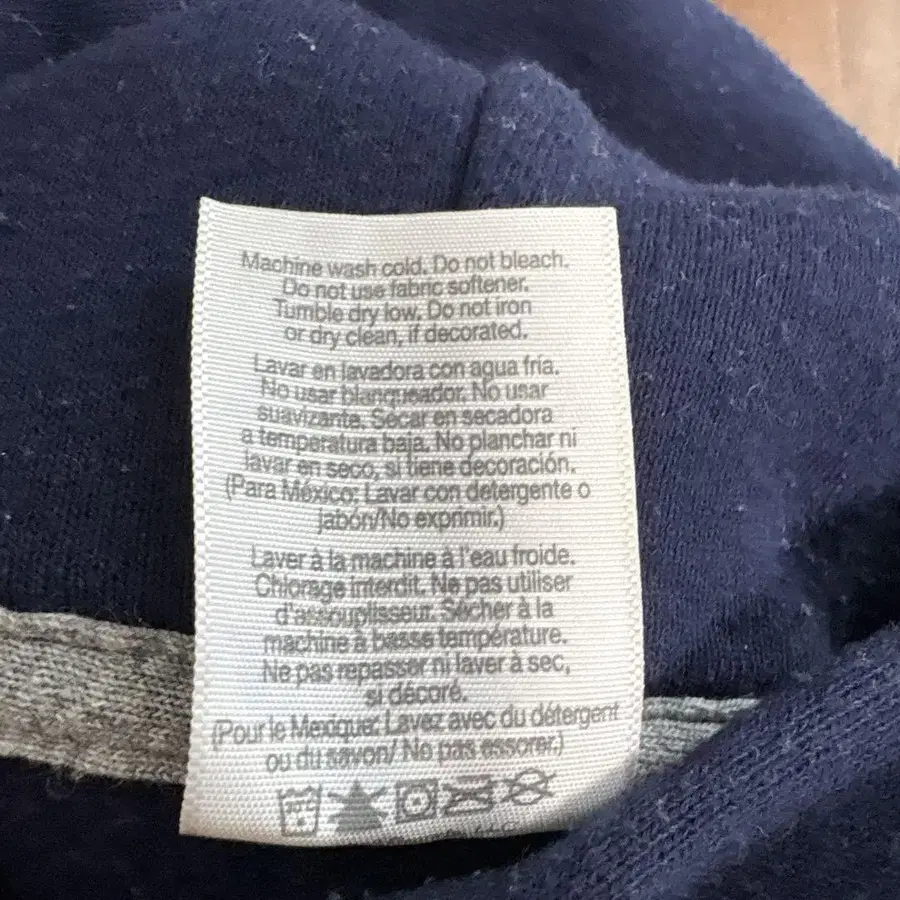 Machine wash cold. Do not bleach.
Do not use fabric softener.
Tumble dry low. Do not iron
or dry clean, if decorated.
Lavar en lavadora con agua fría.
No usar blanqueador. No usar
suavizante. Secar en secadora
a temperatura baja. No planchar ni
lavar en seco, si tiene decoración.
(Para México: Lavar con detergente o
jabón/No exprimir.)
Laver à la machine à l'eau froide.
Chlorage interdit. Ne pas utiliser
d'assouplisseur. Sécher à la
machine à basse température.
Ne pas repasser ni laver à sec,
si décoré.
(Pour le Mexique: Lavez avec du détergent
ou du savon/ No pas essorer.)